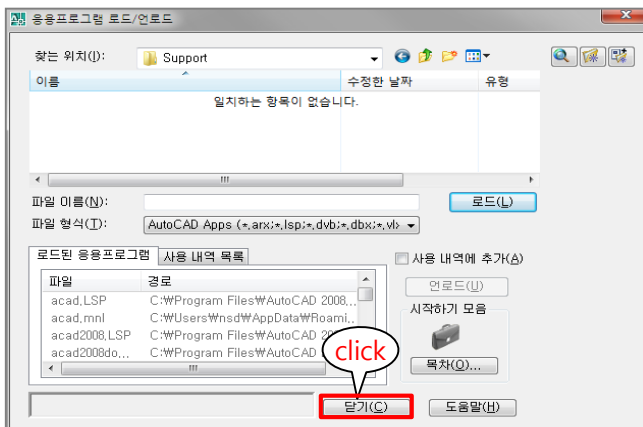 응용프로그램 로드/언로드
찾는 위치(I): Support
이름 수정한 날짜 유형
일치하는 항목이 없습니다.
파일 이름(N): 로드(L)
파일 형식(T): AutoCAD Apps (*.arx;*.lsp;*.dvb;*.dbx;*.vl
로드된 응용프로그램 사용 내역 목록 사용 내역에 추가(A)
파일 경로 언로드(U)
acad.LSP C:₩Program Files₩AutoCAD 2008...
시작하기 모음
acad.mnl C:₩Users₩nsd₩AppData₩Roami...
acad2008.LSP C:₩Program Files₩AutoCAD
acad2008do... C:₩Program Files₩AutoCAD
click
목차(O)...
닫기(C) 도움말(H)